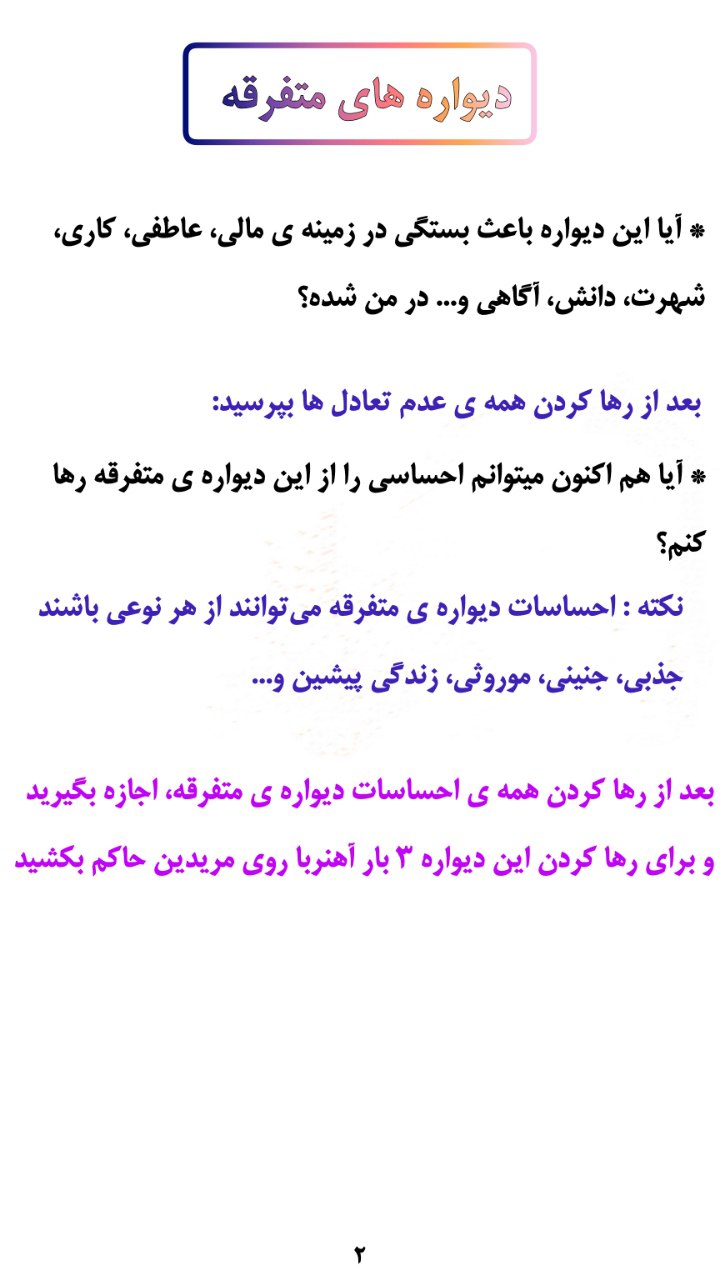 دیواره های متفرقه
* آیا این دیواره باعث بستگی در زمینه ی مالی، عاطفی، کاری،
شهرت، دانش، آگاهی و... در من شده؟
بعد از رها کردن همه ی عدم تعادل ها بپرسید:
* آیا هم اکنون میتوانم احساسی را از این دیواره ی متفرقه رها
کنم؟
نکته : احساسات دیواره ی متفرقه می‌توانند از هر نوعی باشند
جذبی، جنینی، موروثی، زندگی پیشین و...
بعد از رها کردن همه ی احساسات دیواره ی متفرقه، اجازه بگیرید
و برای رها کردن این دیواره ۳ بار آهنربا روی مریدین حاکم بکشید
۲